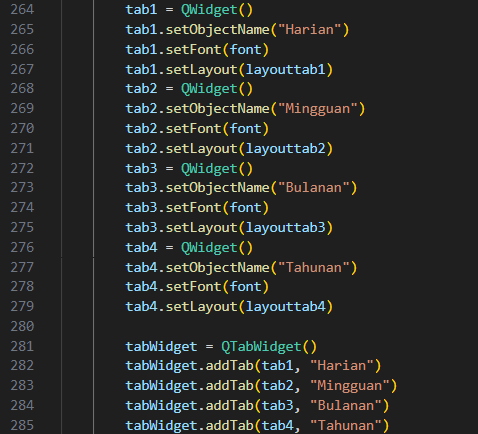 264 tab1 = QWidget()
265 tab1.setObjectName("Harian")
266 tab1.setFont(font)
267 tab1.setLayout(layouttab1)
268 tab2 = QWidget()
269 tab2.setObjectName("Mingguan")
270 tab2.setFont(font)
271 tab2.setLayout(layouttab2)
272 tab3 = QWidget()
273 tab3.setObjectName("Bulanan")
274 tab3.setFont(font)
275 tab3.setLayout(layouttab3)
276 tab4 = QWidget()
277 tab4.setObjectName("Tahunan")
278 tab4.setFont(font)
279 tab4.setLayout(layouttab4)
280
281 tabWidget = QTabWidget()
282 tabWidget.addTab(tab1, "Harian")
283 tabWidget.addTab(tab2, "Mingguan")
284 tabWidget.addTab(tab3, "Bulanan")
285 tabWidget.addTab(tab4, "Tahunan")